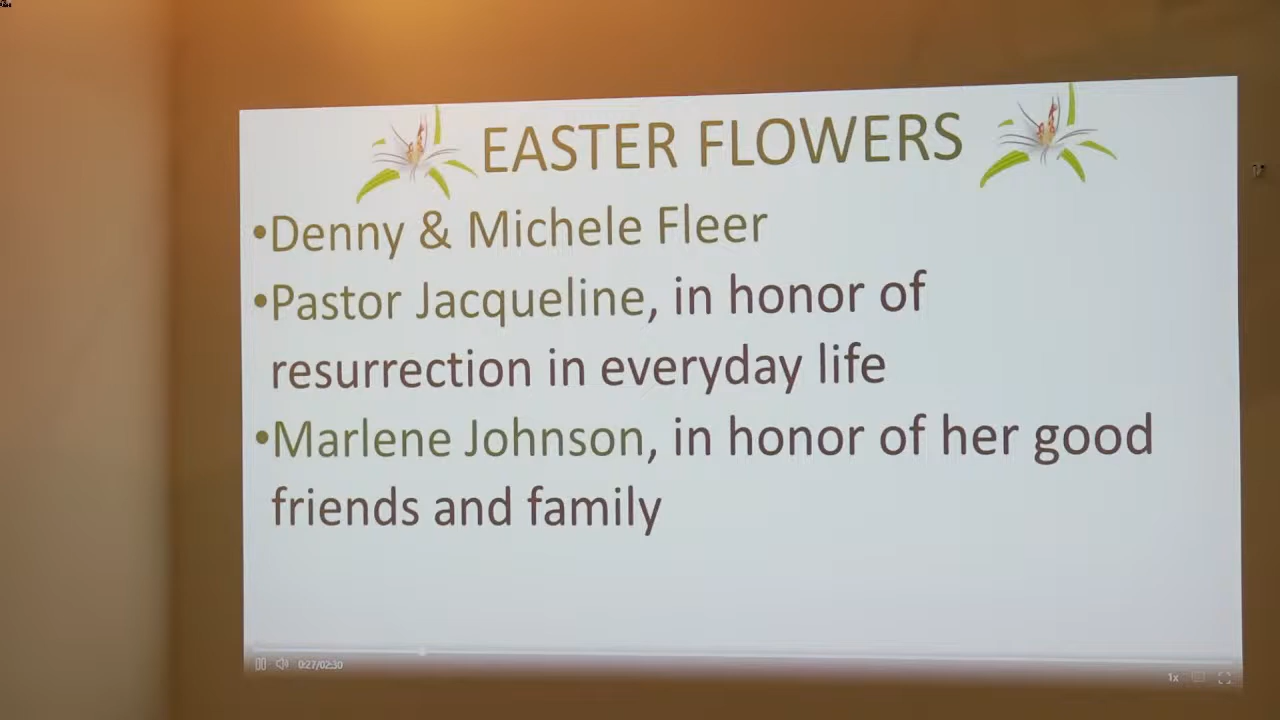 EASTER FLOWERS
•Denny & Michele Fleer
•Pastor Jacqueline, in honor of
resurrection in everyday life
•Marlene Johnson, in honor of her good
friends and family
0:27/02:30
1x